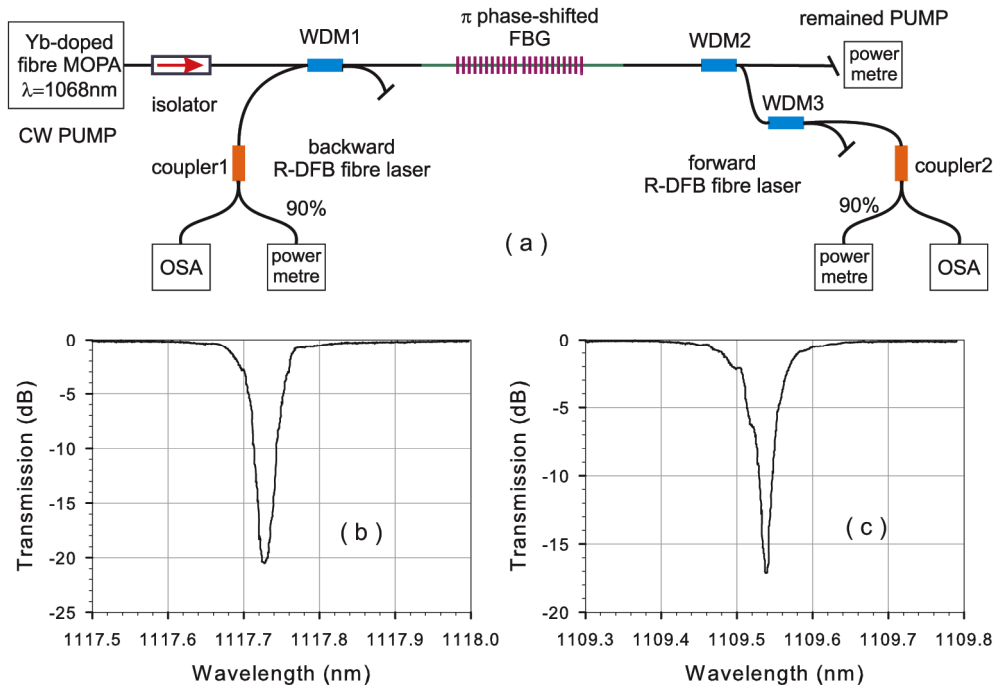 Yb-doped
fibre MOPA
λ=1068nm
CW PUMP
isolator
WDM1
π phase-shifted
FBG
WDM2
remained PUMP
power
metre
WDM3
backward
R-DFB fibre laser
forward
R-DFB fibre laser
coupler1
coupler2
90%
90%
OSA
power
metre
power
metre
OSA
( a )
0
-5
-10
-15
-20
-25
Transmission (dB)
1117.5 1117.6 1117.7 1117.8 1117.9 1118.0
Wavelength (nm)
( b )
0
-5
-10
-15
-20
Transmission (dB)
1109.3 1109.4 1109.5 1109.6 1109.7 1109.8
Wavelength (nm)
( c )